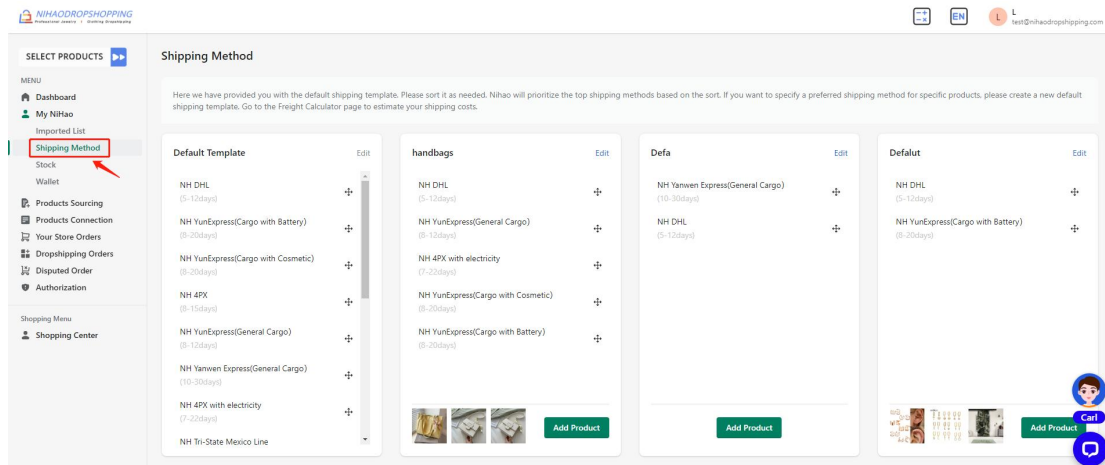 NIHAODROPSHOPPING
Professional Jewelry + Clothing Dropshipping
EN
L
L
test@nihaodropshipping.com
SELECT PRODUCTS
MENU
Dashboard
My NiHao
Imported List
Shipping Method
Stock
Wallet
Products Sourcing
Products Connection
Your Store Orders
Dropshipping Orders
Disputed Order
Authorization
Shopping Menu
Shopping Center
Shipping Method
Here we have provided you with the default shipping template. Please sort it as needed. Nihao will prioritize the top shipping methods based on the sort. If you want to specify a preferred shipping method for specific products, please create a new default
shipping template. Go to the Freight Calculator page to estimate your shipping costs.
Default Template
Edit
NH DHL
(5-12days)
NH YunExpress(Cargo with Battery)
(8-20days)
NH YunExpress(Cargo with Cosmetic)
(8-20days)
NH 4PX
(8-15days)
NH YunExpress(General Cargo)
(8-12days)
NH Yanwen Express(General Cargo)
(10-30days)
NH 4PX with electricity
(7-22days)
NH Tri-State Mexico Line
handbags
Edit
NH DHL
(5-12days)
NH YunExpress(General Cargo)
(8-12days)
NH 4PX with electricity
(7-22days)
NH YunExpress(Cargo with Cosmetic)
(8-20days)
NH YunExpress(Cargo with Battery)
(8-20days)
Add Product
Defa
Edit
NH Yanwen Express(General Cargo)
(10-30days)
NH DHL
(5-12days)
Add Product
Defalut
Edit
NH DHL
(5-12days)
NH YunExpress(Cargo with Battery)
(8-20days)
Add Product
Carl